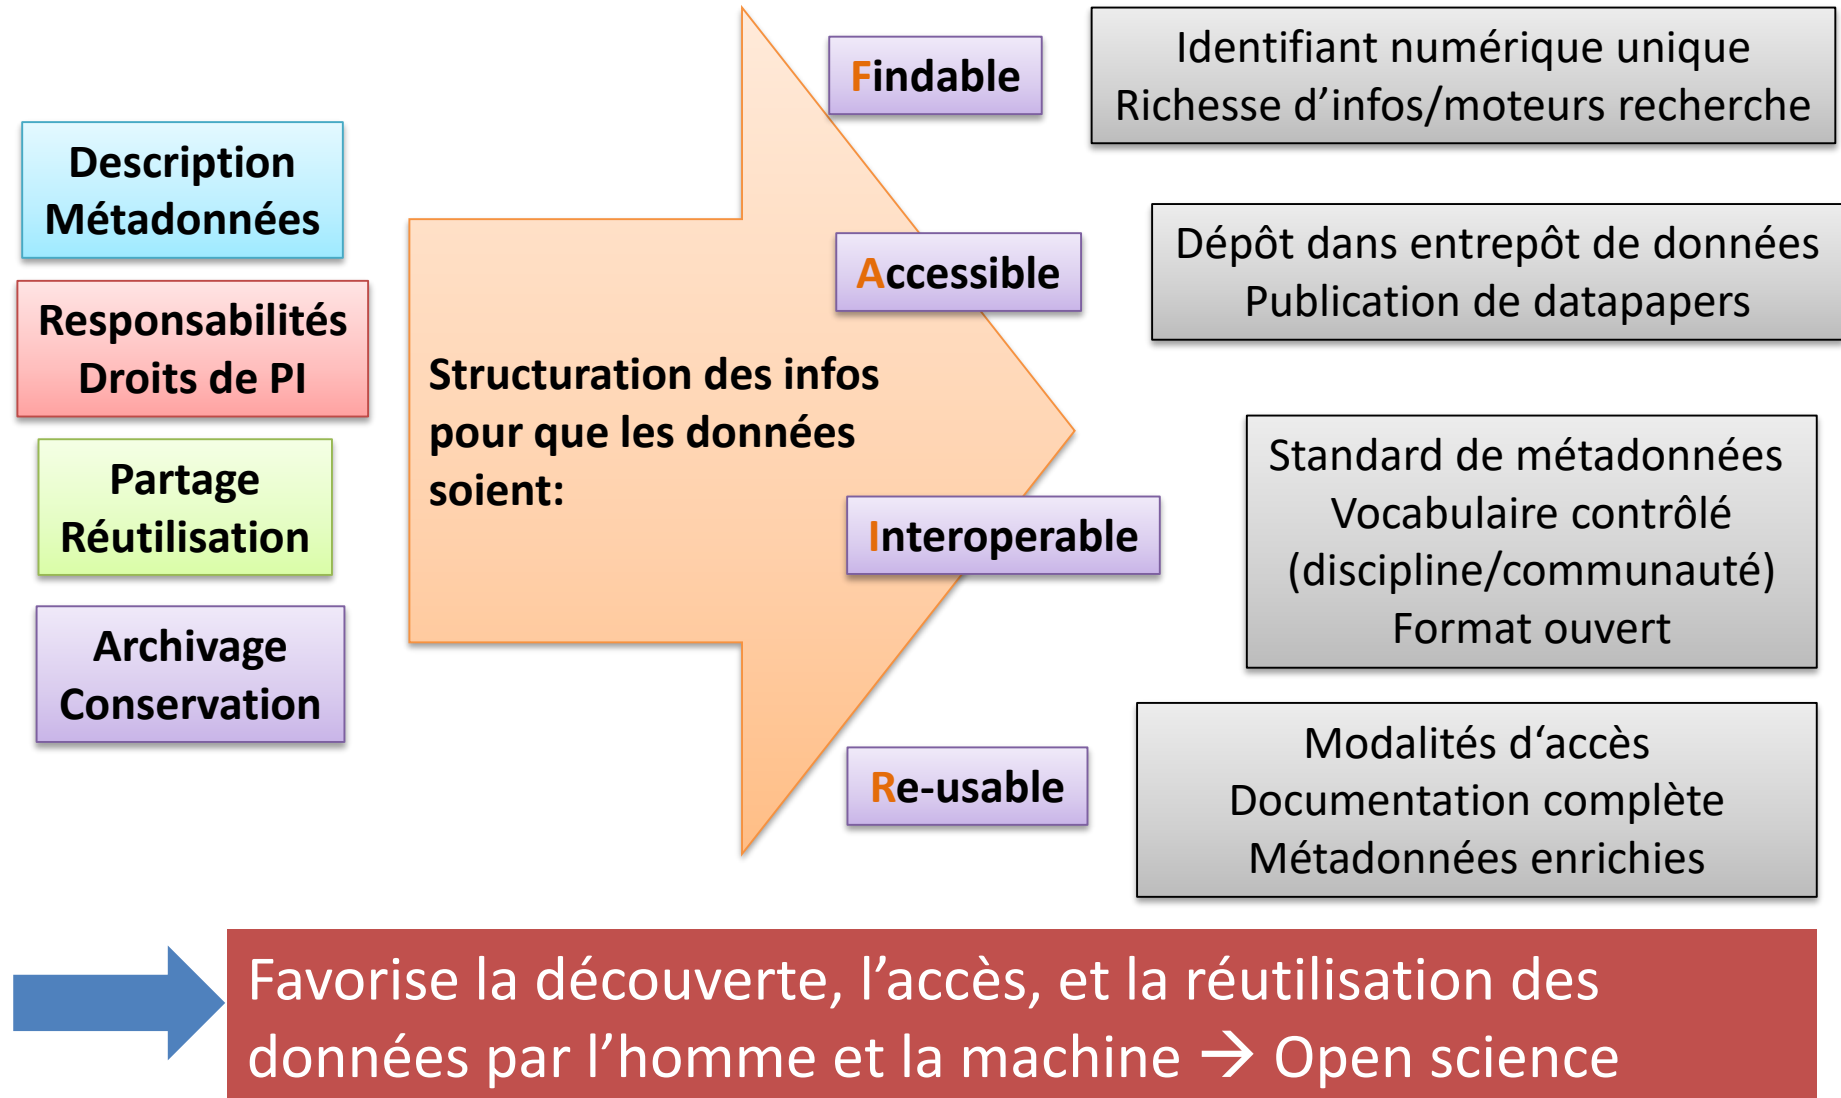 Description
Métadonnées
Responsabilités
Droits de PI
Partage
Réutilisation
Archivage
Conservation
Structuration des infos
pour que les données
soient:
Findable
Identifiant numérique unique
Richesse d’infos/moteurs recherche
Accessible
Dépôt dans entrepôt de données
Publication de datapapers
Interoperable
Standard de métadonnées
Vocabulaire contrôlé
(discipline/communauté)
Format ouvert
Re-usable
Modalités d‘accès
Documentation complète
Métadonnées enrichies
Favorise la découverte, l’accès, et la réutilisation des
données par l’homme et la machine → Open science